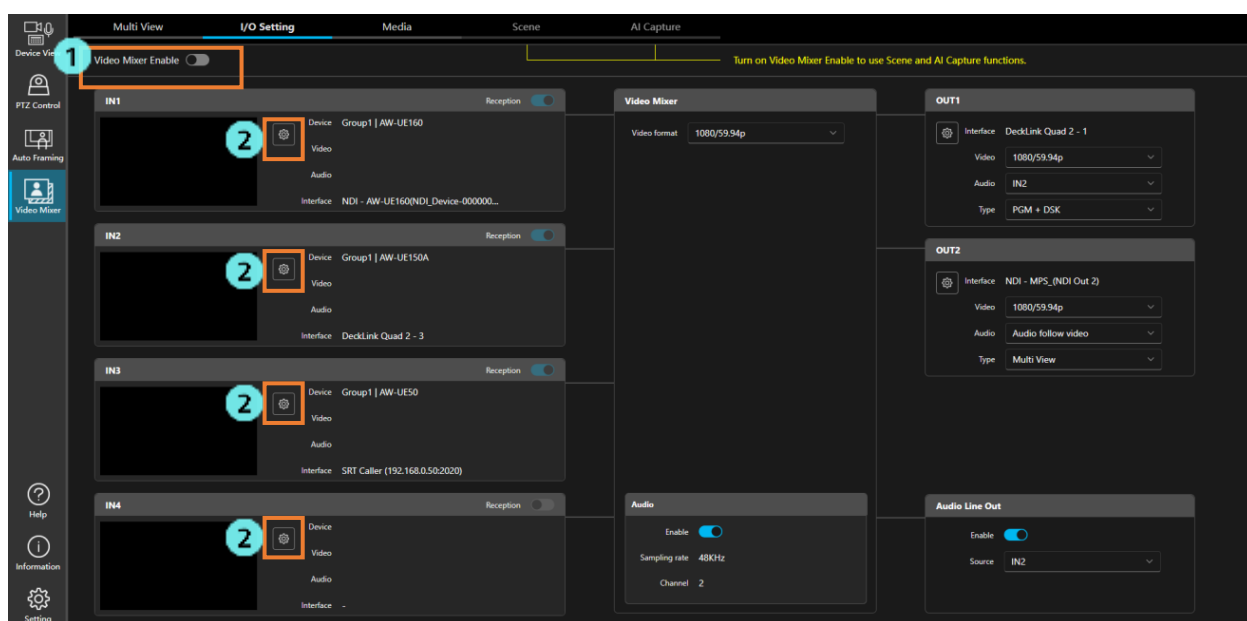 Multi View I/O Setting Media Scene AI Capture
Device View
1
Video Mixer Enable
Turn on Video Mixer Enable to use Scene and AI Capture functions.
PTZ Control
Auto Framing
Video Mixer
Help
Information
Setting
IN1 Reception
2
Device Group1 | AW-UE160
Video
Audio
Interface NDI - AW-UE160(NDI_Device-000000...
IN2 Reception
2
Device Group1 | AW-UE150A
Video
Audio
Interface DeckLink Quad 2 - 3
IN3 Reception
2
Device Group1 | AW-UE50
Video
Audio
Interface SRT Caller (192.168.0.50:2020)
IN4 Reception
2
Device
Video
Audio
Interface -
Video Mixer
Video format 1080/59.94p
Audio
Enable
Sampling rate 48KHz
Channel 2
OUT1
Interface DeckLink Quad 2 - 1
Video 1080/59.94p
Audio IN2
Type PGM + DSK
OUT2
Interface NDI - MPS_(NDI Out 2)
Video 1080/59.94p
Audio Audio follow video
Type Multi View
Audio Line Out
Enable
Source IN2